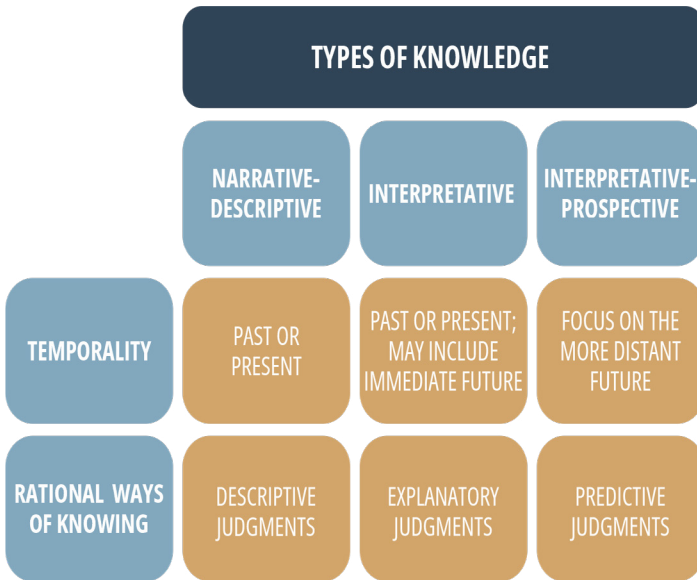 TYPES OF KNOWLEDGE
NARRATIVE-
DESCRIPTIVE
INTERPRETATIVE
INTERPRETATIVE-
PROSPECTIVE
TEMPORALITY
PAST OR
PRESENT
PAST OR PRESENT;
MAY INCLUDE
IMMEDIATE FUTURE
FOCUS ON THE
MORE DISTANT
FUTURE
RATIONAL WAYS
OF KNOWING
DESCRIPTIVE
JUDGMENTS
EXPLANATORY
JUDGMENTS
PREDICTIVE
JUDGMENTS